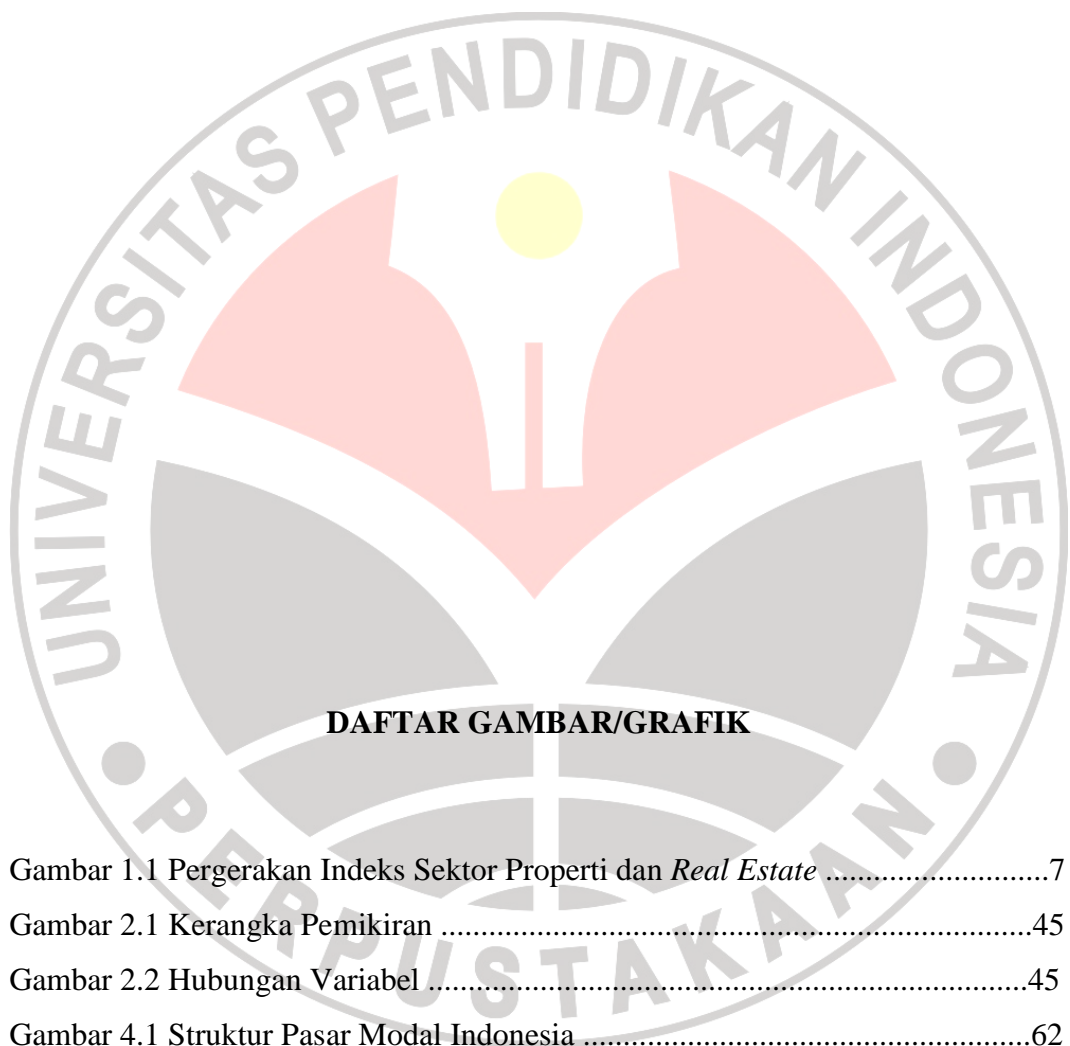 UNIVERSITAS PENDIDIKAN INDONESIA
DAFTAR GAMBAR/GRAFIK
Gambar 1.1 Pergerakan Indeks Sektor Properti dan Real Estate ..........................7
Gambar 2.1 Kerangka Pemikiran ......................................................................45
Gambar 2.2 Hubungan Variabel .......................................................................45
Gambar 4.1 Struktur Pasar Modal Indonesia .....................................................62
PERPUSTAKAAN